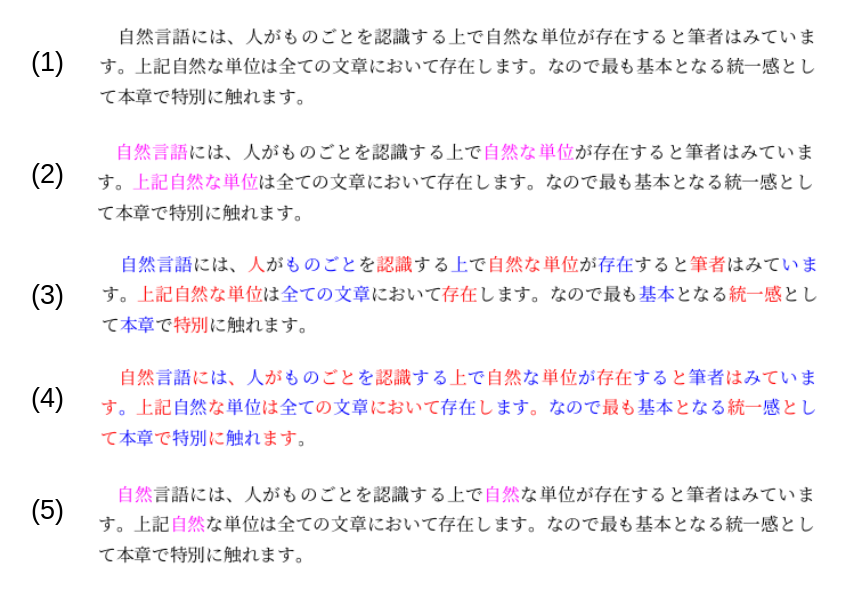 (1)
自然言語には、人がものごとを認識する上で自然な単位が存在すると筆者はみていま
す。上記自然な単位は全ての文章において存在します。なので最も基本となる統一感とし
て本章で特別に触れます。
(2)
自然言語には、人がものごとを認識する上で自然な単位が存在すると筆者はみていま
す。上記自然な単位は全ての文章において存在します。なので最も基本となる統一感とし
て本章で特別に触れます。
(3)
自然言語には、人がものごとを認識する上で自然な単位が存在すると筆者はみていま
す。上記自然な単位は全ての文章において存在します。なので最も基本となる統一感とし
て本章で特別に触れます。
(4)
自然言語には、人がものごとを認識する上で自然な単位が存在すると筆者はみていま
す。上記自然な単位は全ての文章において存在します。なので最も基本となる統一感とし
て本章で特別に触れます。
(5)
自然言語には、人がものごとを認識する上で自然な単位が存在すると筆者はみていま
す。上記自然な単位は全ての文章において存在します。なので最も基本となる統一感とし
て本章で特別に触れます。